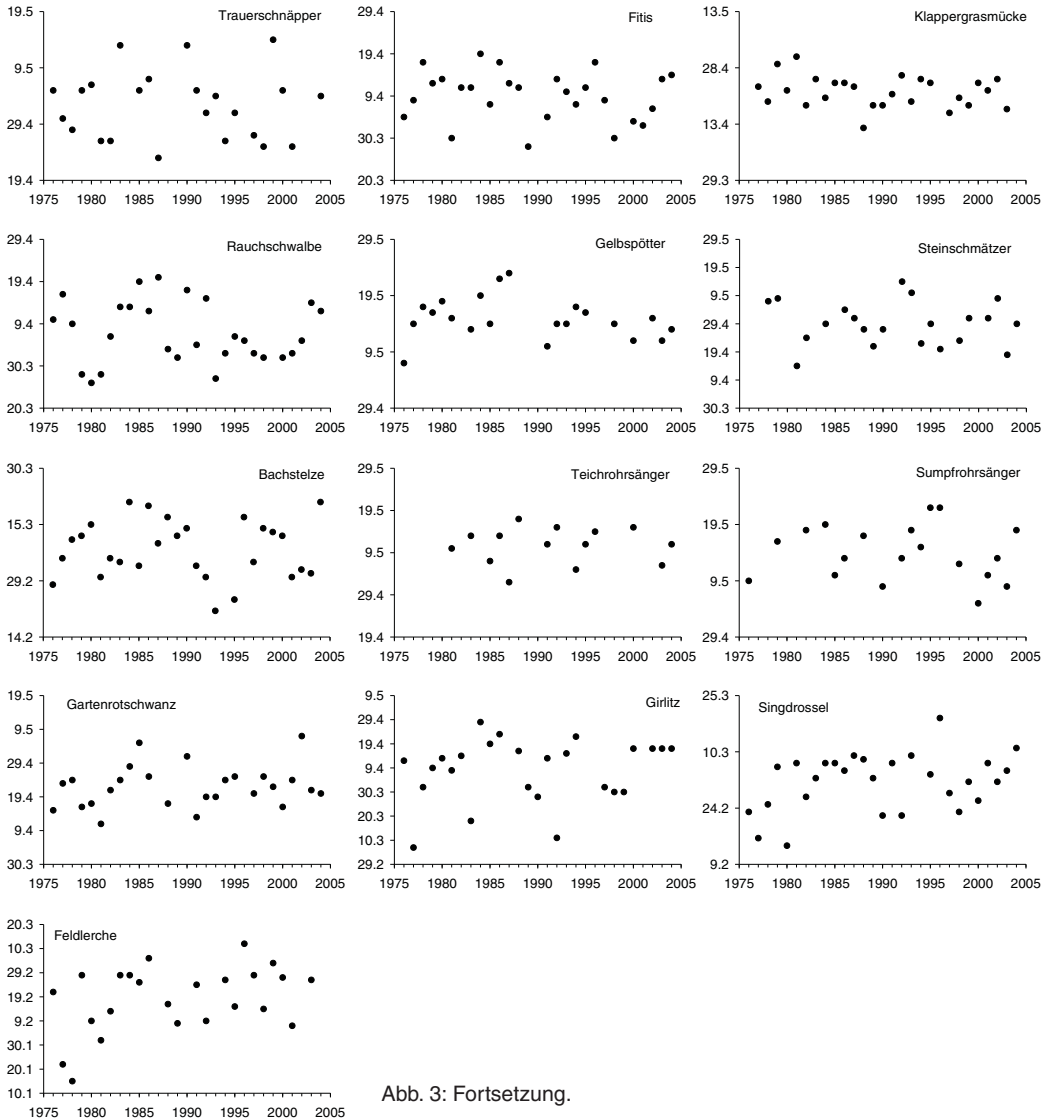 Trauerschnäpper
19.5
9.5
29.4
19.4
1975 1980 1985 1990 1995 2000 2005
Fitis
29.4
19.4
9.4
30.3
20.3
1975 1980 1985 1990 1995 2000 2005
Klappergrasmücke
13.5
28.4
13.4
29.3
1975 1980 1985 1990 1995 2000 2005
Rauchschwalbe
29.4
19.4
9.4
30.3
20.3
1975 1980 1985 1990 1995 2000 2005
Gelbspötter
29.5
19.5
9.5
29.4
1975 1980 1985 1990 1995 2000 2005
Steinschmätzer
29.5
19.5
9.5
29.4
19.4
9.4
30.3
1975 1980 1985 1990 1995 2000 2005
Bachstelze
30.3
15.3
29.2
14.2
1975 1980 1985 1990 1995 2000 2005
Teichrohrsänger
29.5
19.5
9.5
29.4
19.4
1975 1980 1985 1990 1995 2000 2005
Sumpfrohrsänger
29.5
19.5
9.5
29.4
1975 1980 1985 1990 1995 2000 2005
Gartenrotschwanz
19.5
9.5
29.4
19.4
9.4
30.3
1975 1980 1985 1990 1995 2000 2005
Girlitz
9.5
29.4
19.4
9.4
30.3
20.3
10.3
29.2
1975 1980 1985 1990 1995 2000 2005
Singdrossel
25.3
10.3
24.2
9.2
1975 1980 1985 1990 1995 2000 2005
Feldlerche
20.3
10.3
29.2
19.2
9.2
30.1
20.1
10.1
1975 1980 1985 1990 1995 2000 2005
Abb. 3: Fortsetzung.